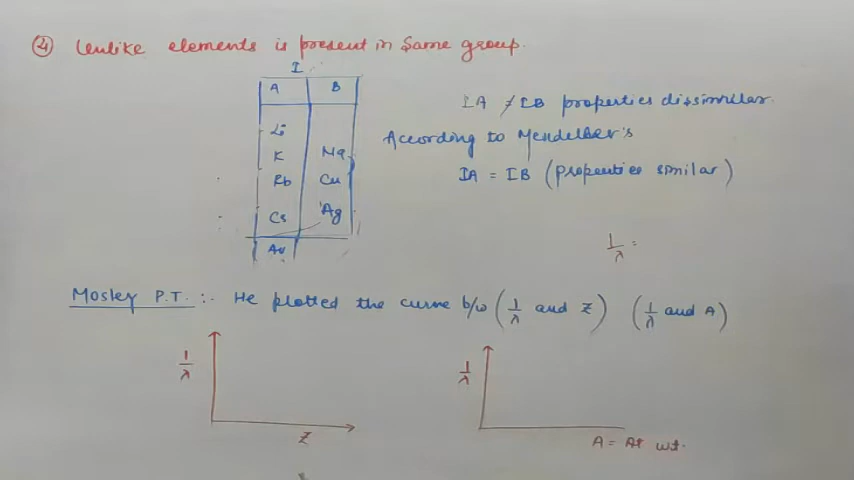 ④ Unlike elements is present in same group.
I
A B
Li
K Na
Rb Cu
Cs Ag
Au
IA ≠ IB properties dissimilar.
According to Mendelber's
IA = IB (properties similar)
1/λ =
Mosley P.T. :- He plotted the curve b/w (1/λ and Z) (1/λ and A)
1/λ
Z
1/λ
A = At wt.